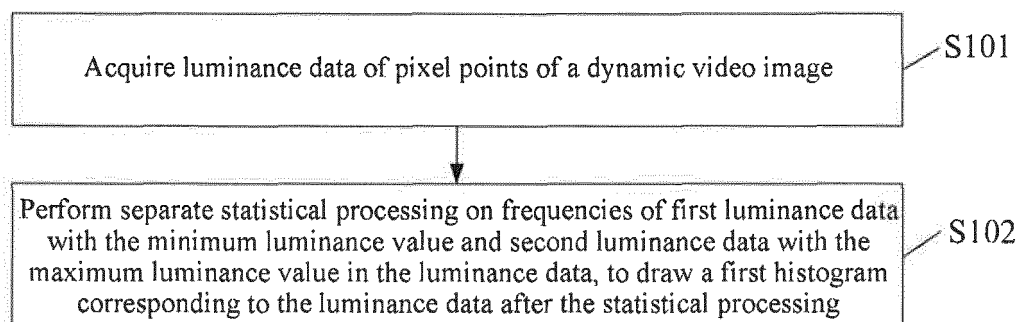 Acquire luminance data of pixel points of a dynamic video image
S101
Perform separate statistical processing on frequencies of first luminance data
with the minimum luminance value and second luminance data with the
maximum luminance value in the luminance data, to draw a first histogram
corresponding to the luminance data after the statistical processing
S102